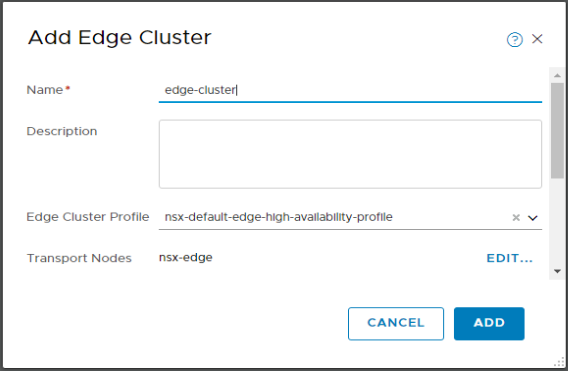 Add Edge Cluster
Name*
edge-cluster
Description
Edge Cluster Profile
nsx-default-edge-high-availability-profile
Transport Nodes
nsx-edge
EDIT...
CANCEL
ADD